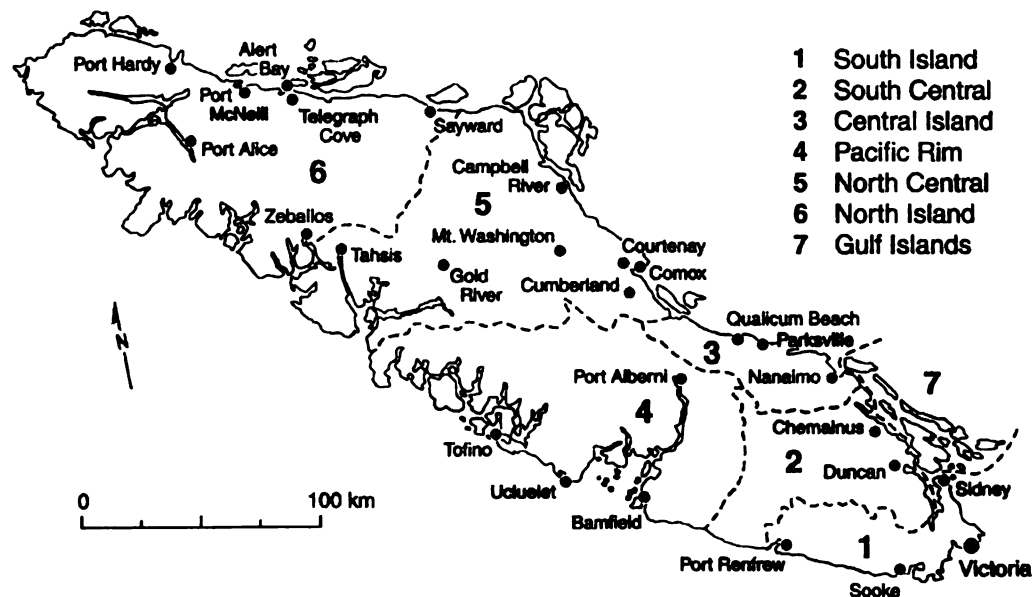 Port Hardy
Alert
Bay
Port
McNeill
Telegraph
Cove
Port Alice
Sayward
Campbell
River
6
5
Zeballos
Tahsis
Mt. Washington
Gold
River
Courtenay
Comox
Cumberland
Qualicum Beach
Parksville
3
Nanaimo
7
Port Alberni
4
Chemainus
Tofino
2
Duncan
Ucluelet
Sidney
Bamfield
Port Renfrew
1
Victoria
Sooke
N
0
100 km
1 South Island
2 South Central
3 Central Island
4 Pacific Rim
5 North Central
6 North Island
7 Gulf Islands